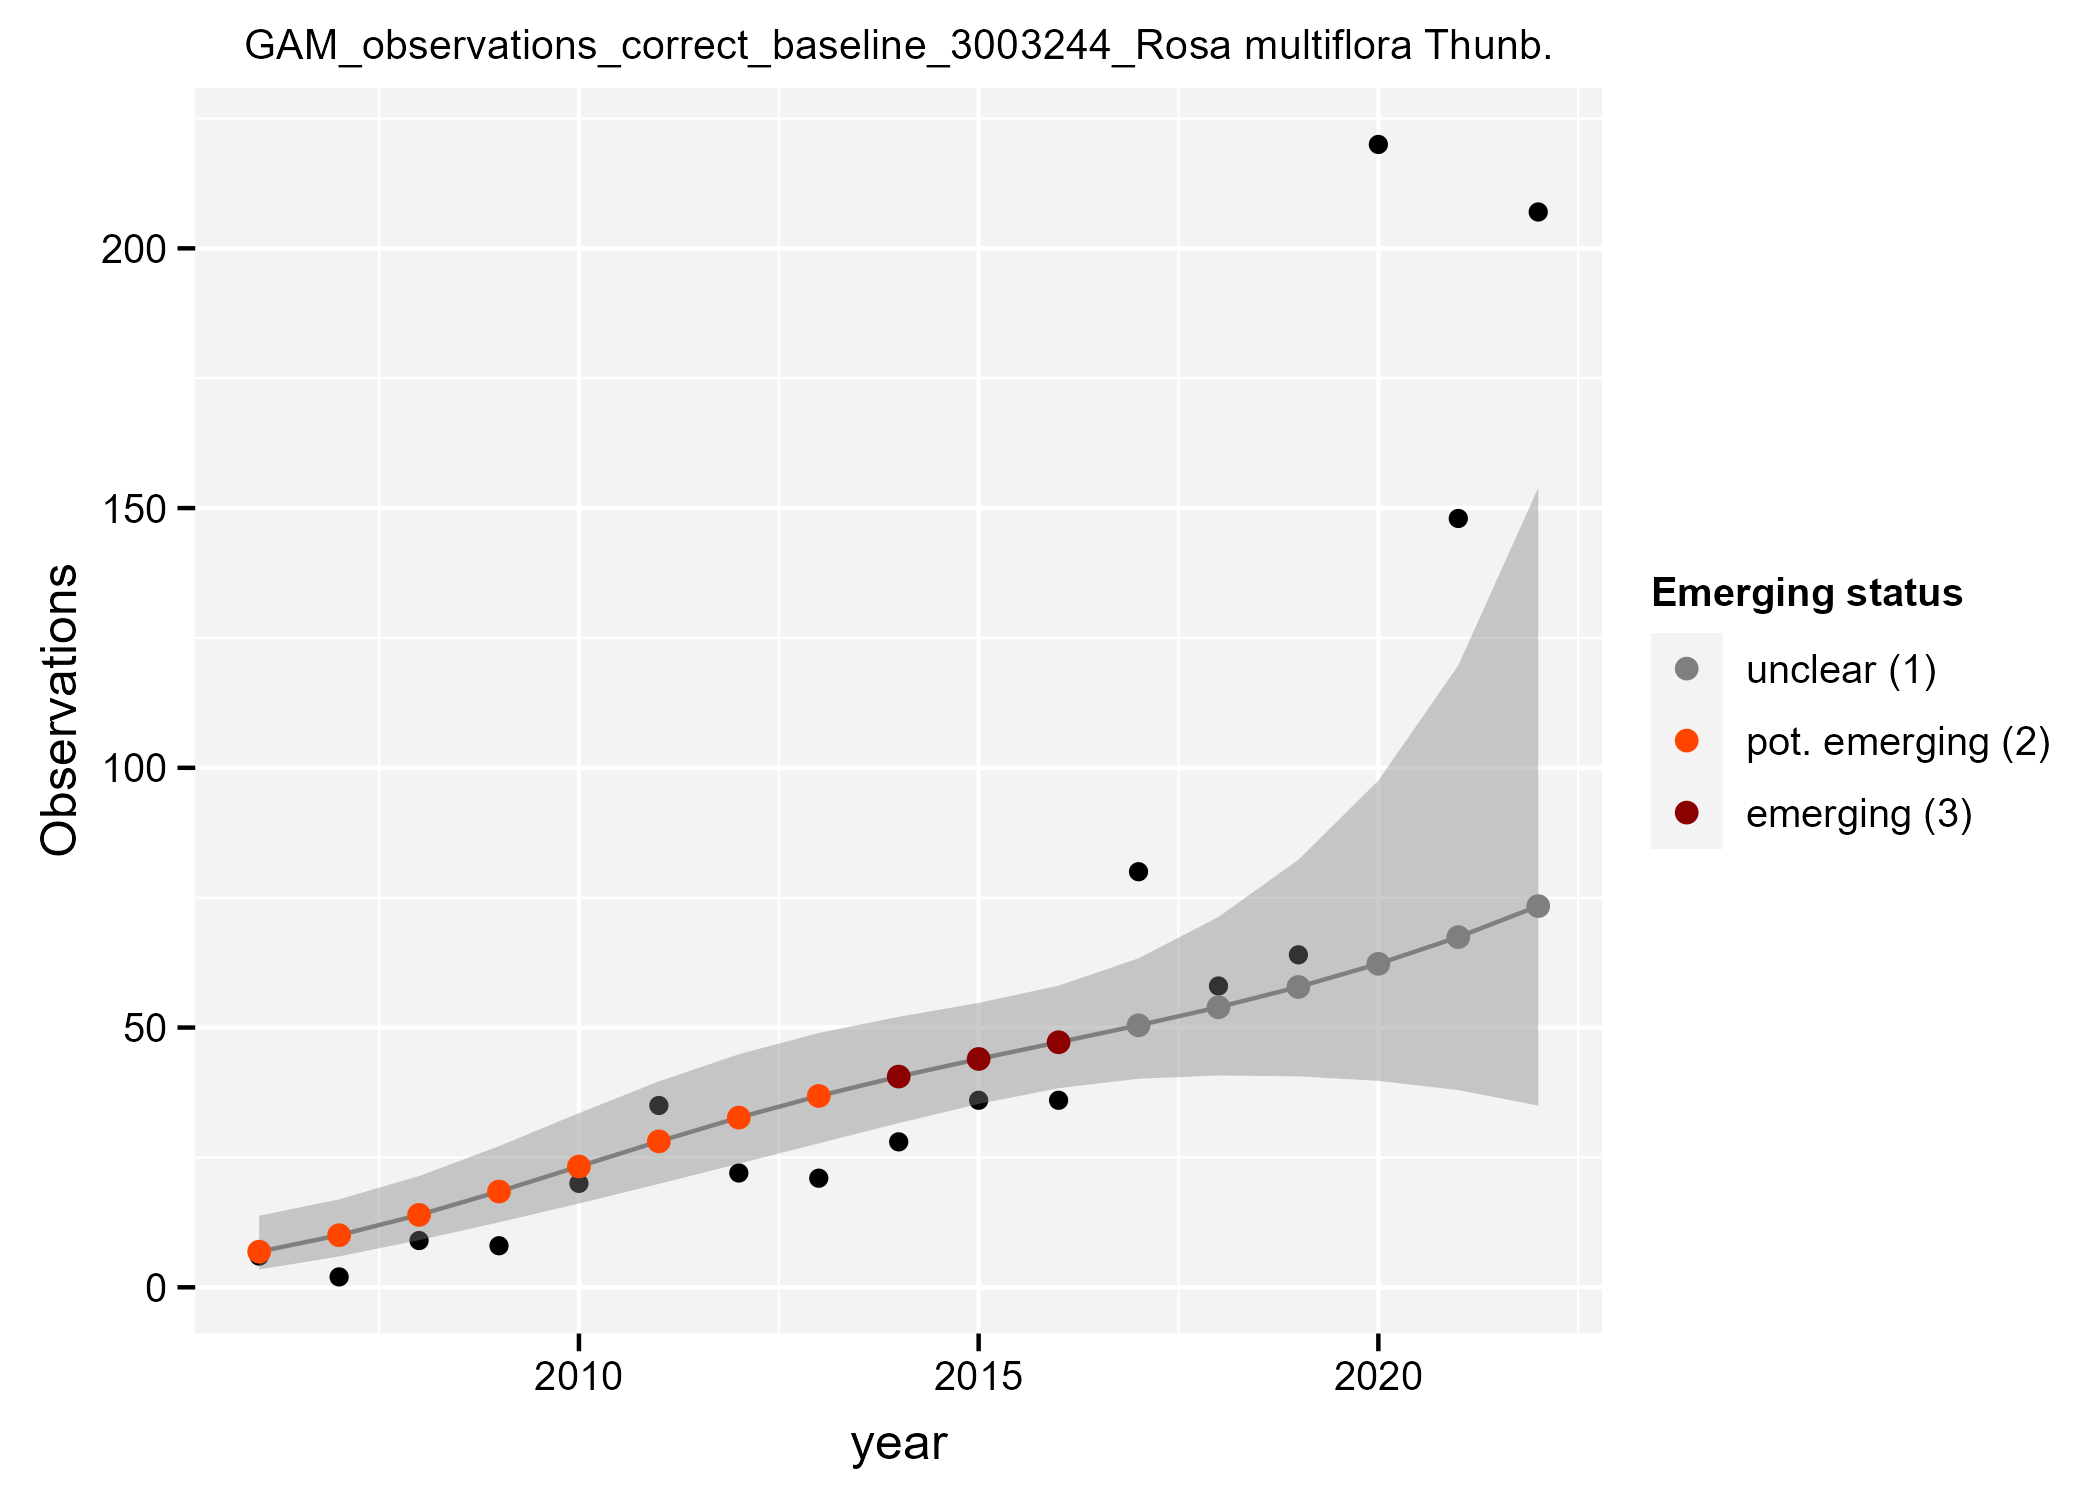 GAM_observations_correct_baseline_3003244_Rosa multiflora Thunb.
Observations
200
150
100
50
0
2010 2015 2020
year
Emerging status
unclear (1)
pot. emerging (2)
emerging (3)